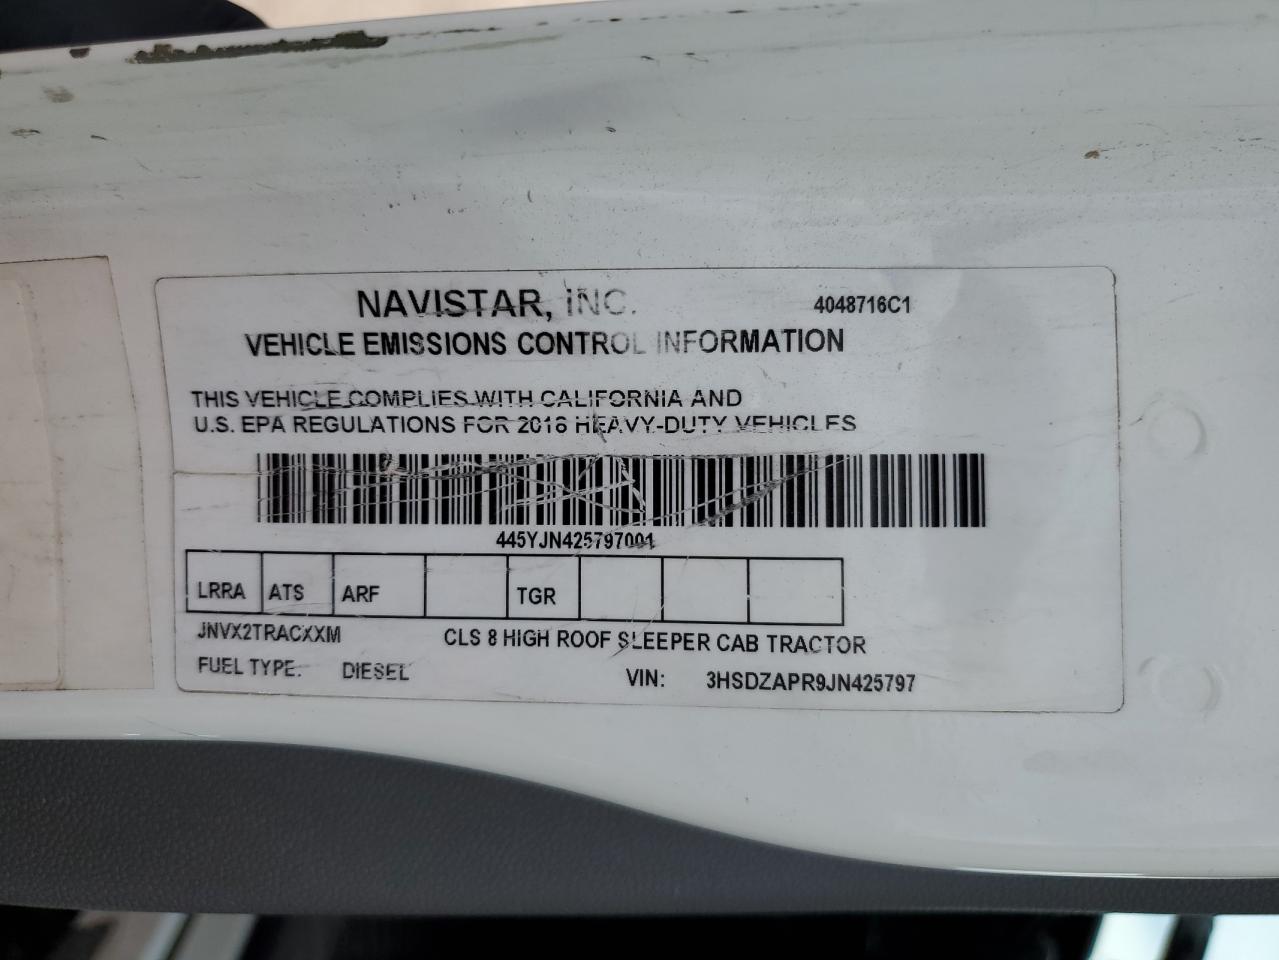 NAVISTAR, INC.
4048716C1
VEHICLE EMISSIONS CONTROL INFORMATION
THIS VEHICLE COMPLIES WITH CALIFORNIA AND
U.S. EPA REGULATIONS FOR 2018 HEAVY-DUTY VEHICLES
445YJN425797001
LRRA ATS ARF TGR
JNVX2TRACXXM CLS 8 HIGH ROOF SLEEPER CAB TRACTOR
FUEL TYPE: DIESEL VIN: 3HSDZAPR9JN425797